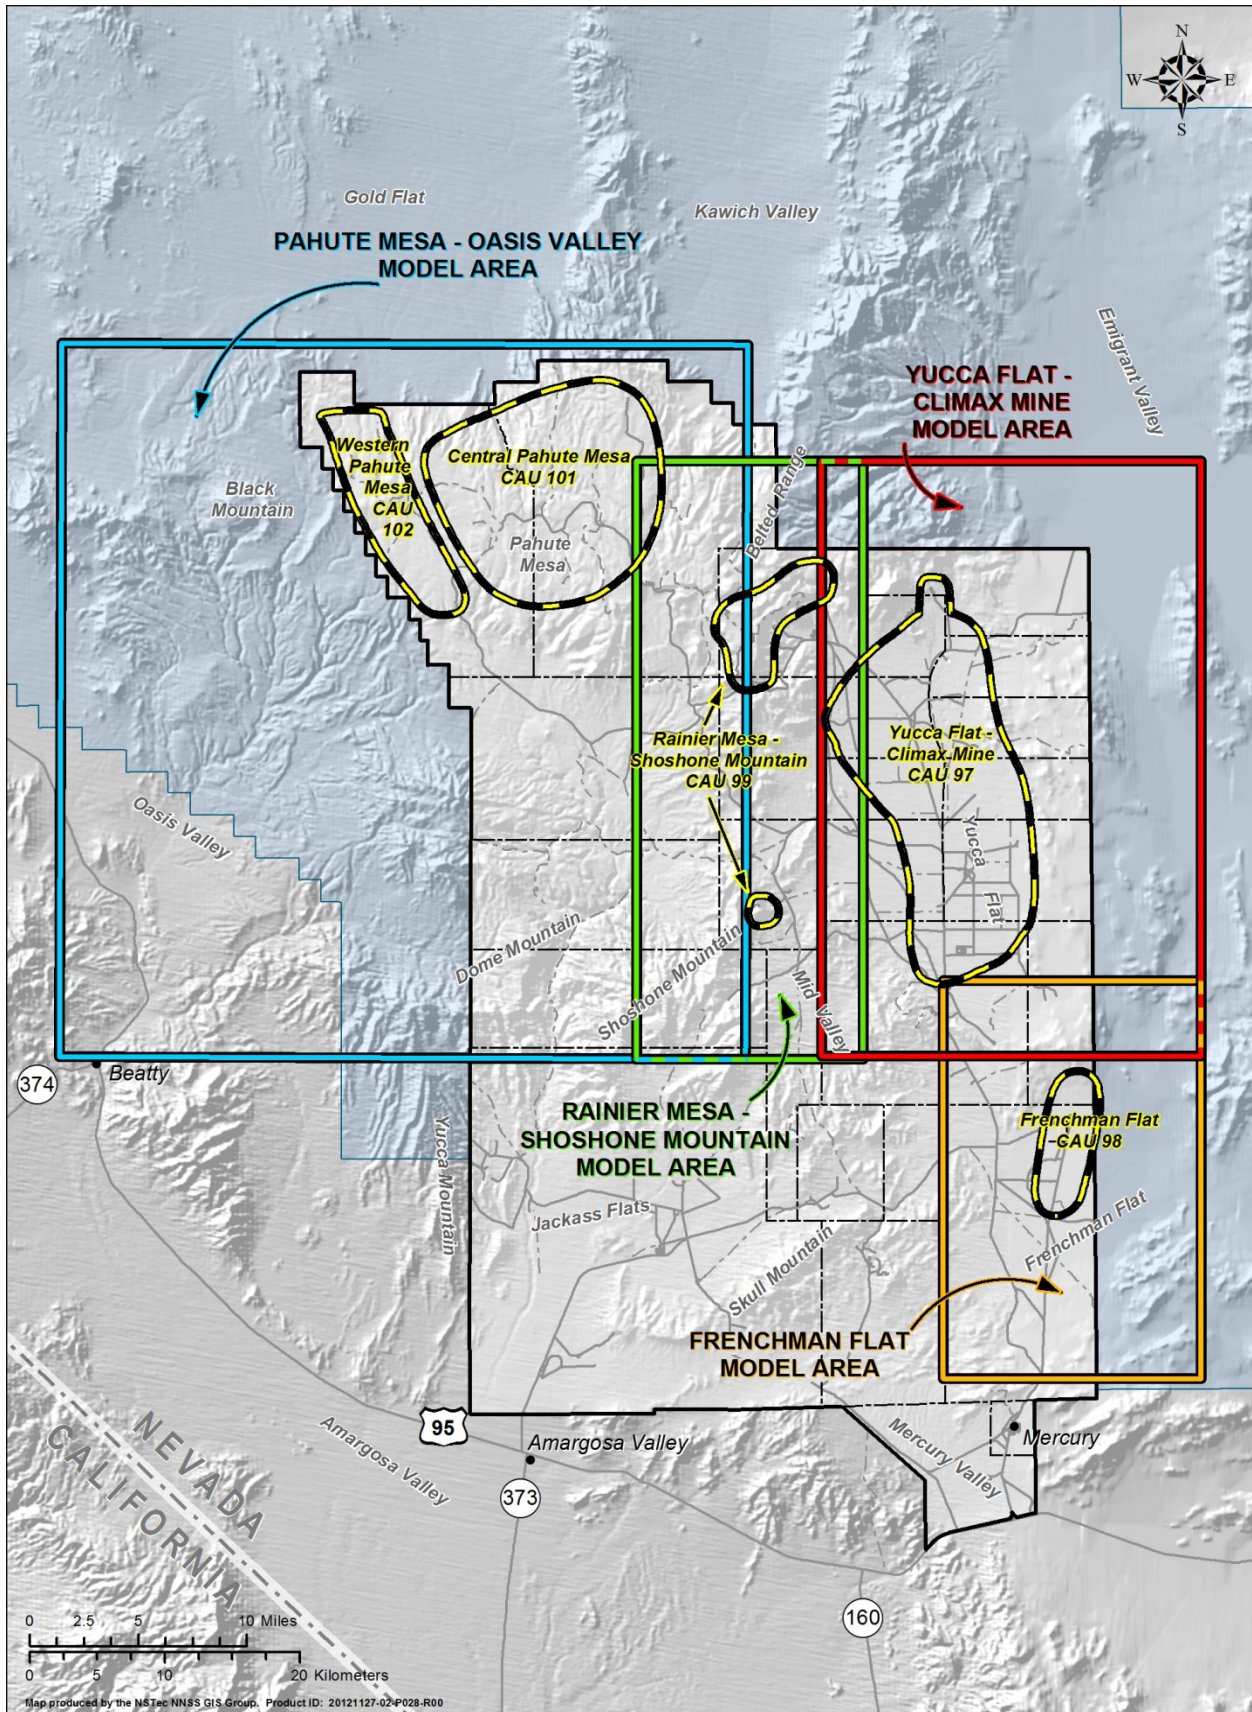 N
W E
S
Gold Flat
Kawich Valley
PAHUTE MESA - OASIS VALLEY
MODEL AREA
Emigrant Valley
YUCCA FLAT -
CLIMAX MINE
MODEL AREA
Western
Pahute
Mesa
CAU
102
Central Pahute Mesa
CAU 101
Belted Range
Black
Mountain
Pahute
Mesa
Rainier Mesa -
Shoshone Mountain
CAU 99
Yucca Flat -
Climax Mine
CAU 97
Oasis Valley
Yucca Flat
Dome Mountain
Shoshone Mountain
Mid Valley
374
Beatty
RAINIER MESA -
SHOSHONE MOUNTAIN
MODEL AREA
Frenchman Flat
CAU 98
Yucca Mountain
Jackass Flats
Skull Mountain
Frenchman Flat
FRENCHMAN FLAT
MODEL AREA
95
Amargosa Valley
Amargosa Valley
Mercury Valley
Mercury
373
NEVADA
CALIFORNIA
160
0 2.5 5 10 Miles
0 5 10 20 Kilometers
Map produced by the NSTec NNSS GIS Group. Product ID: 20121127-02-P028-R00